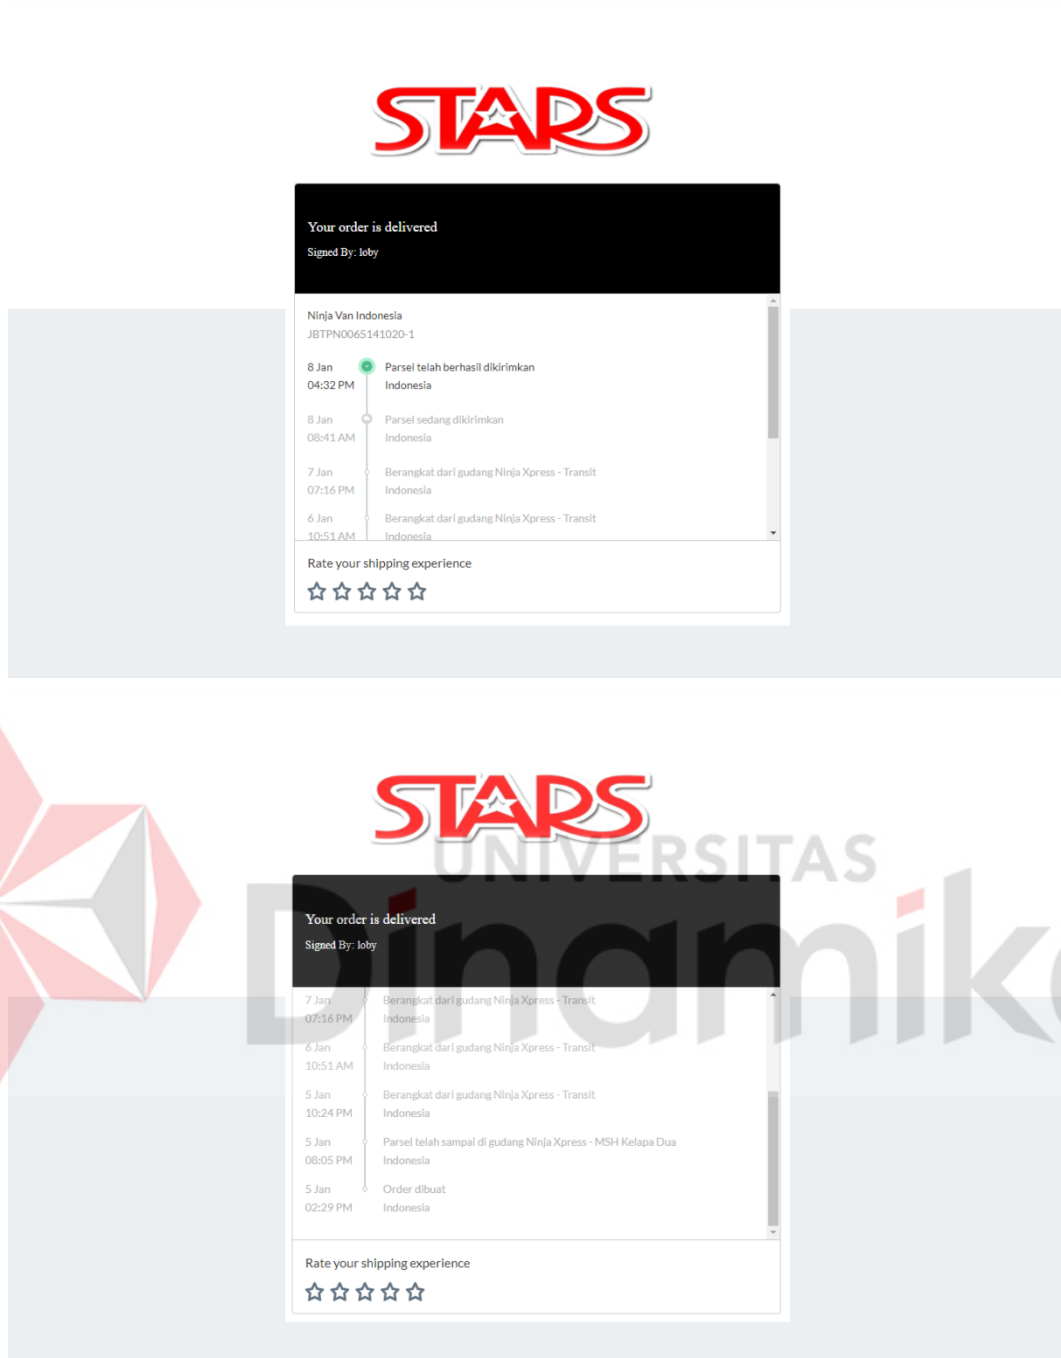 STARS
Your order is delivered
Signed By: loby
Ninja Van Indonesia
JBTPN0065141020-1
8 Jan
04:32 PM
Parsel telah berhasil dikirimkan
Indonesia
8 Jan
08:41 AM
Parsel sedang dikirimkan
Indonesia
7 Jan
07:16 PM
Berangkat dari gudang Ninja Xpress - Transit
Indonesia
6 Jan
10:51 AM
Berangkat dari gudang Ninja Xpress - Transit
Indonesia
Rate your shipping experience
STARS
UNIVERSITAS
Dinamika
Your order is delivered
Signed By: loby
7 Jan
07:16 PM
Berangkat dari gudang Ninja Xpress - Transit
Indonesia
6 Jan
10:51 AM
Berangkat dari gudang Ninja Xpress - Transit
Indonesia
5 Jan
10:24 PM
Berangkat dari gudang Ninja Xpress - Transit
Indonesia
5 Jan
08:05 PM
Parsel telah sampai di gudang Ninja Xpress - MSH Kelapa Dua
Indonesia
5 Jan
02:29 PM
Order dibuat
Indonesia
Rate your shipping experience